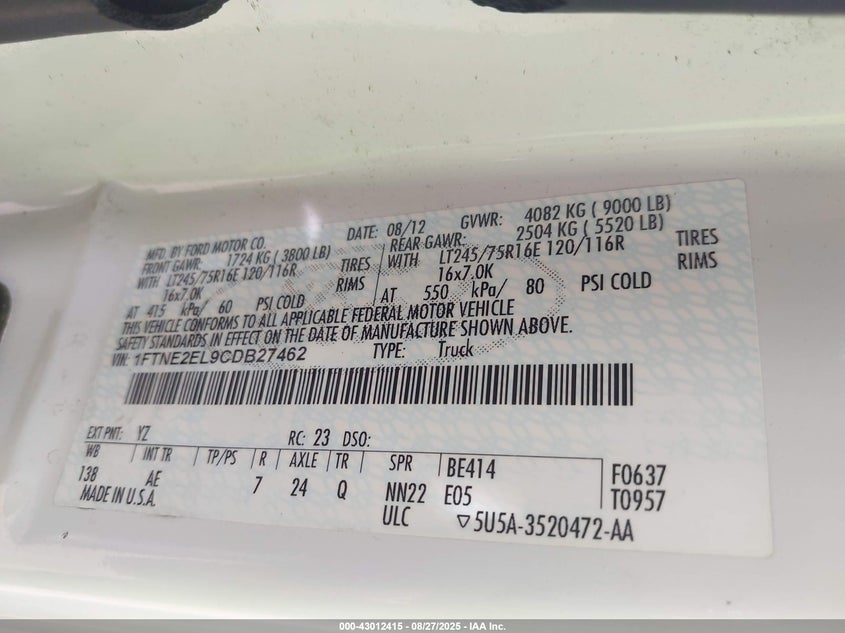 MFD. BY FORD MOTOR CO.
DATE: 08/12
GVWR: 4082 KG ( 9000 LB)
FRONT GAWR: 1724 KG ( 3800 LB)
REAR GAWR: 2504 KG ( 5520 LB)
WITH LT245/75R16E 120/116R TIRES
WITH LT245/75R16E 120/116R TIRES
16x7.0K RIMS
16x7.0K RIMS
AT 415 kPa/ 60 PSI COLD
AT 550 kPa/ 80 PSI COLD
THIS VEHICLE CONFORMS TO ALL APPLICABLE FEDERAL MOTOR VEHICLE
SAFETY STANDARDS IN EFFECT ON THE DATE OF MANUFACTURE SHOWN ABOVE.
VIN: 1FTNE2EL9CDB27462 TYPE: Truck
EXT PNT: YZ RC: 23 DSO:
WB INT TR TP/PS R AXLE TR SPR BE414 F0637
138 AE 7 24 Q NN22 E05 T0957
MADE IN U.S.A. ULC ▽5U5A-3520472-AA
000-43012415 - 08/27/2025 - IAA Inc.